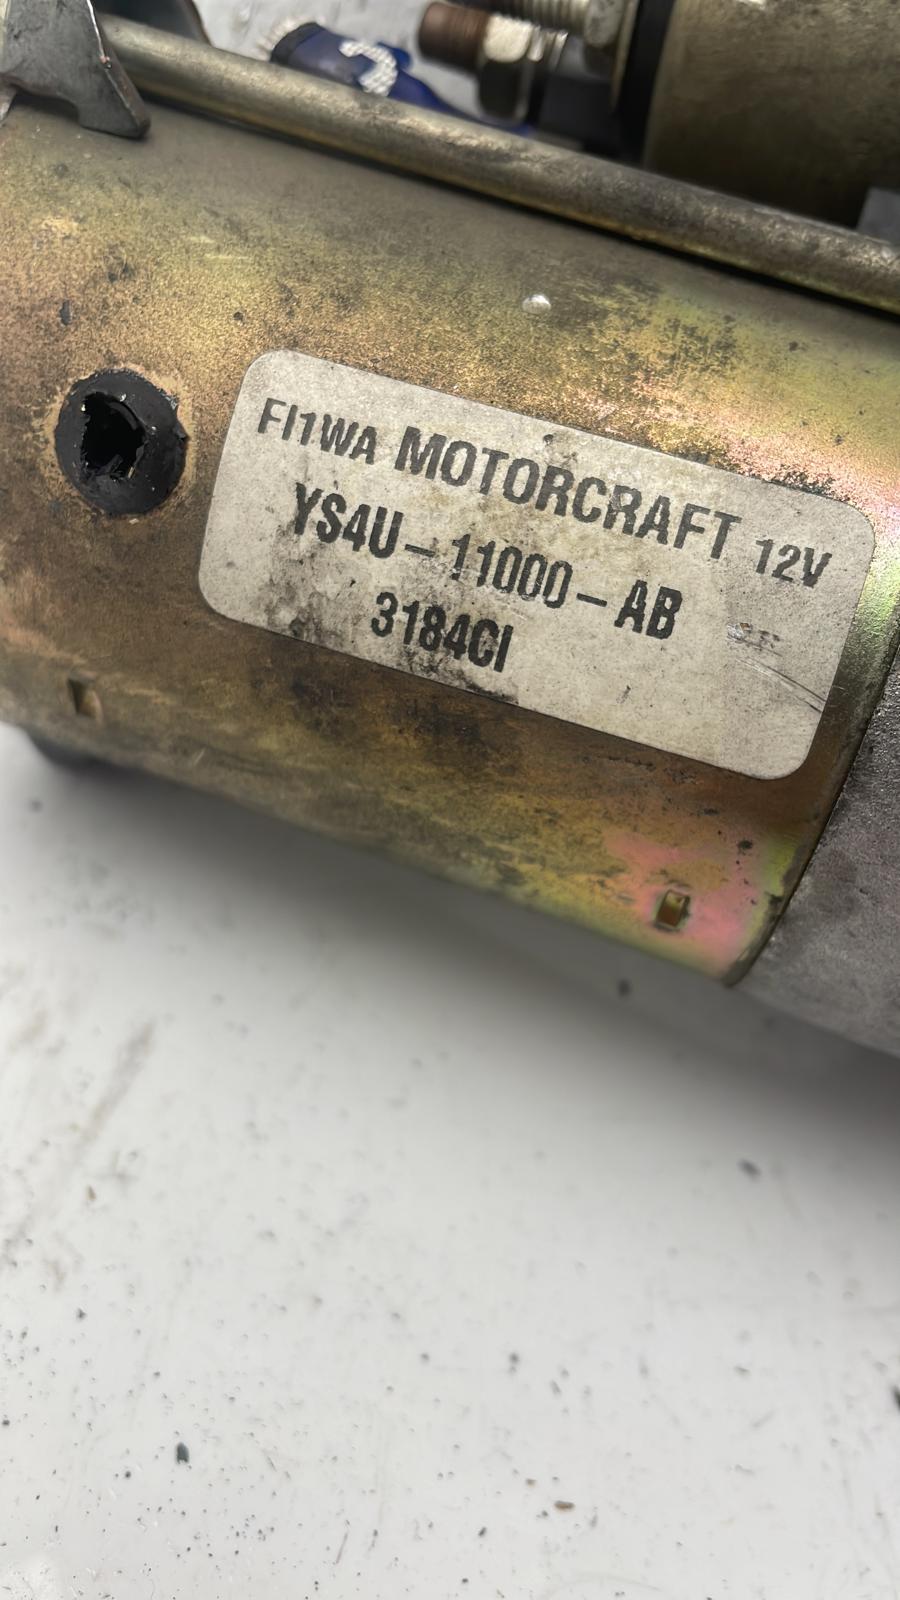 FI1WA MOTORCRAFT 12V
YS4U-11000-AB
3184CI